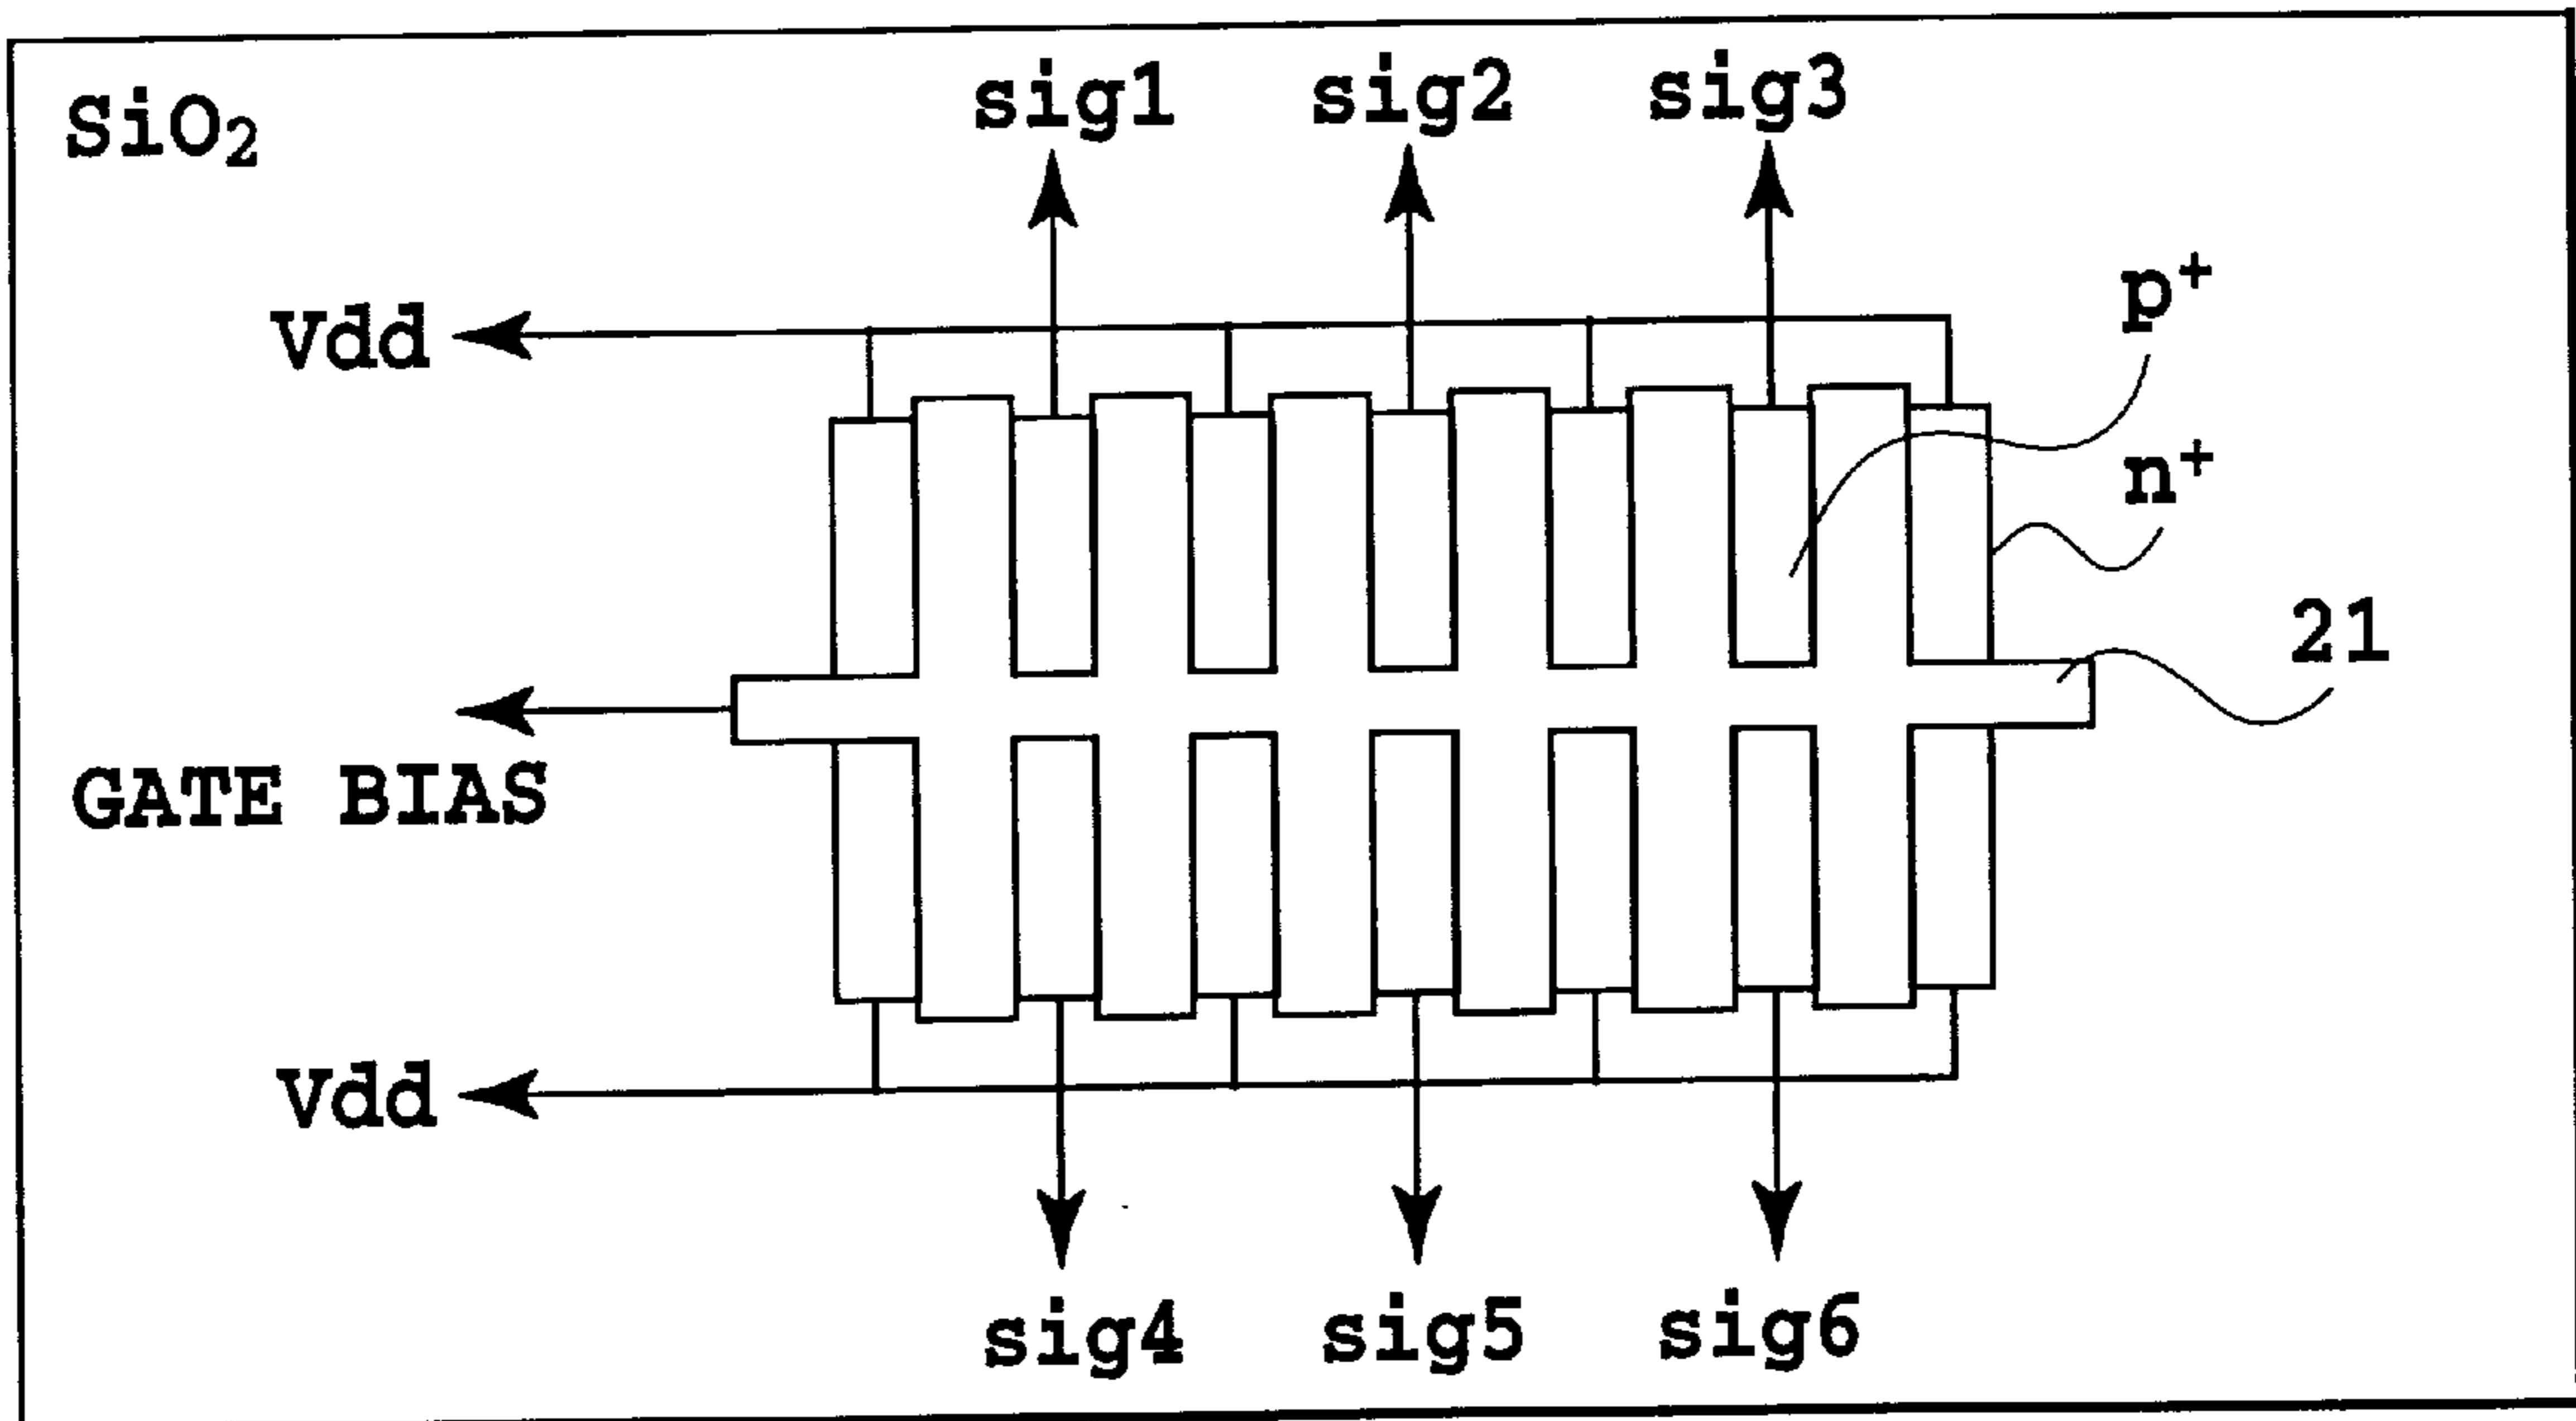 SiO₂
sig1 sig2 sig3
Vdd
p⁺
n⁺
21
GATE BIAS
Vdd
sig4 sig5 sig6